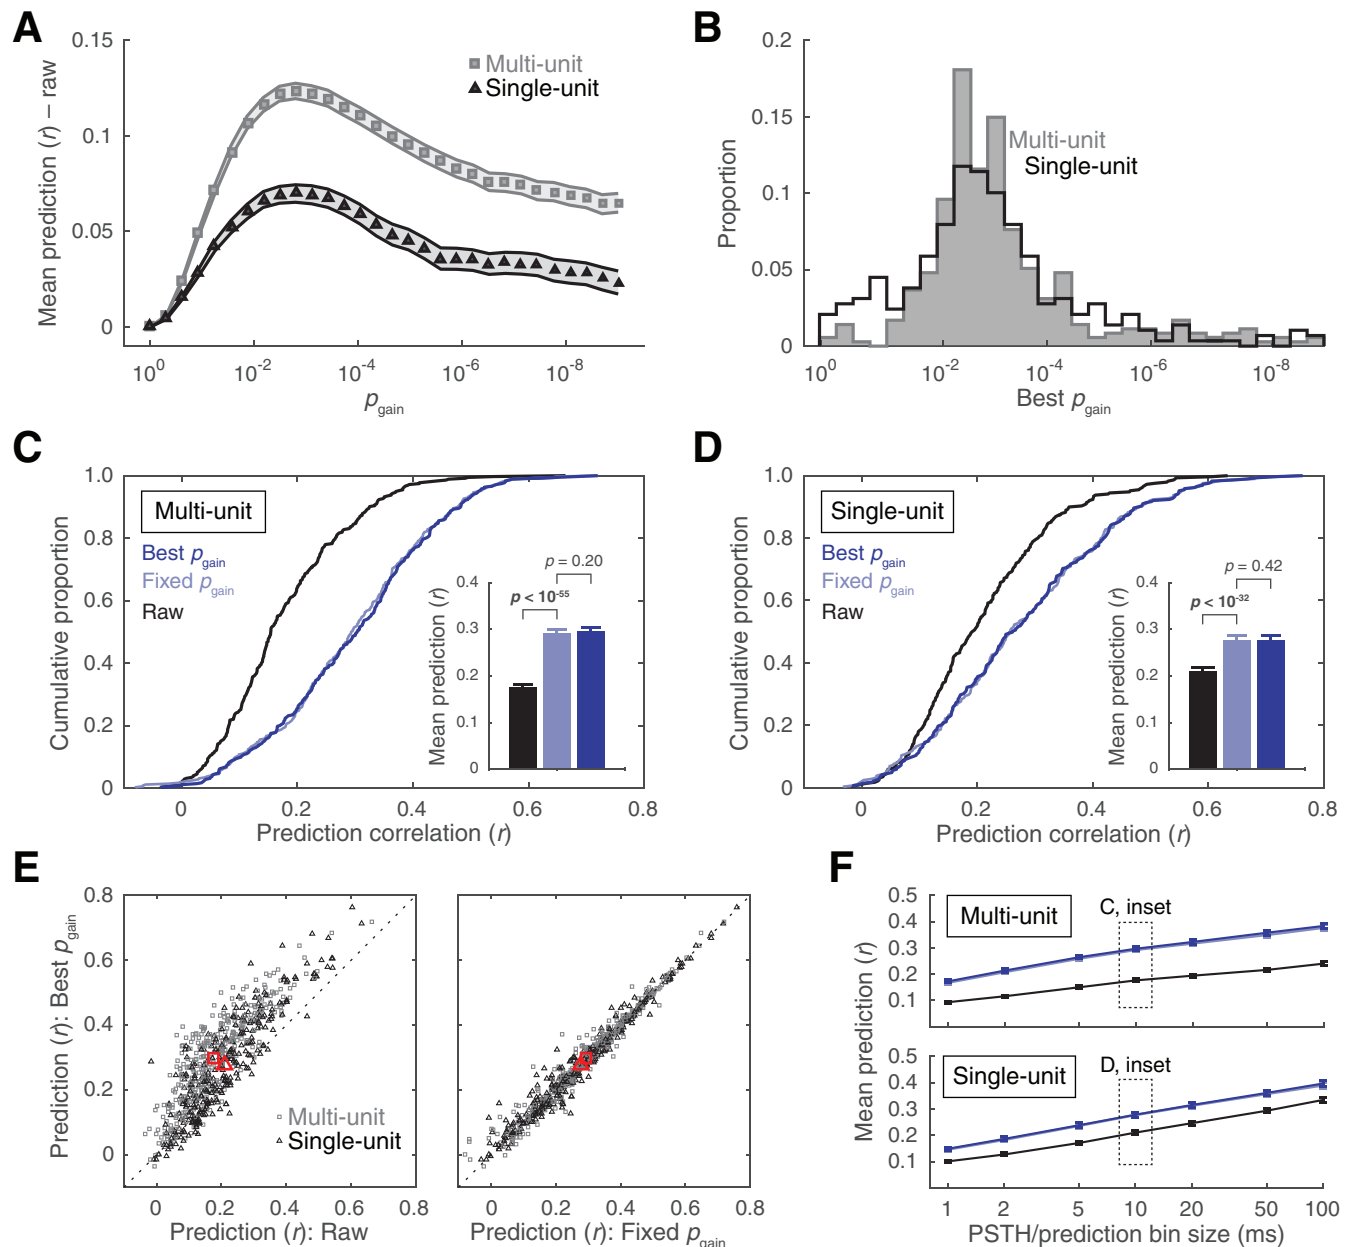 A
0.15
0.1
0.05
0
Mean prediction (r) – raw
Multi-unit
Single-unit
10^0
10^-2
10^-4
10^-6
10^-8
p_gain
B
0.2
0.15
0.1
0.05
0
Proportion
Multi-unit
Single-unit
10^0
10^-2
10^-4
10^-6
10^-8
Best p_gain
C
1.0
0.8
0.6
0.4
0.2
0
Cumulative proportion
Multi-unit
Best p_gain
Fixed p_gain
Raw
p = 0.20
p < 10^-55
0.4
0.3
0.2
0.1
0
Mean prediction (r)
0
0.2
0.4
0.6
0.8
Prediction correlation (r)
D
1.0
0.8
0.6
0.4
0.2
0
Cumulative proportion
Single-unit
Best p_gain
Fixed p_gain
Raw
p = 0.42
p < 10^-32
0.4
0.3
0.2
0.1
0
Mean prediction (r)
0
0.2
0.4
0.6
0.8
Prediction correlation (r)
E
0.8
0.6
0.4
0.2
0
Prediction (r): Best p_gain
Multi-unit
Single-unit
0
0.2
0.4
0.6
0.8
Prediction (r): Raw
0
0.2
0.4
0.6
0.8
Prediction (r): Fixed p_gain
F
0.5
0.4
0.3
0.2
0.1
Multi-unit
C, inset
Mean prediction (r)
0.5
0.4
0.3
0.2
0.1
Single-unit
D, inset
1
2
5
10
20
50
100
PSTH/prediction bin size (ms)